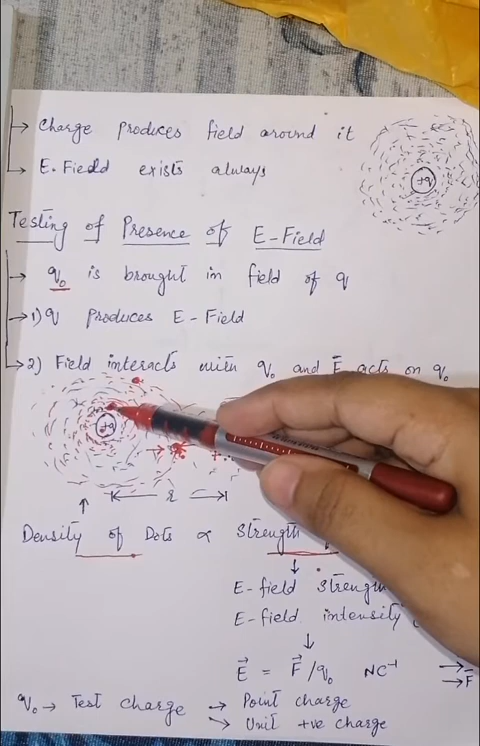 → Charge produces field around it
+q
→ E. Field exists always
Testing of Presence of E-Field
→ q₀ is brought in field of q
→ 1) q Produces E-Field
→ 2) Field interacts with q₀ and F⃗ acts on q₀
+q
r
Density of Dots ∝ Strength
E-field Strength
E-field intensity
E⃗ = F⃗/q₀ NC⁻¹
F⃗
q₀ → Test charge → Point charge
→ Unit +ve charge